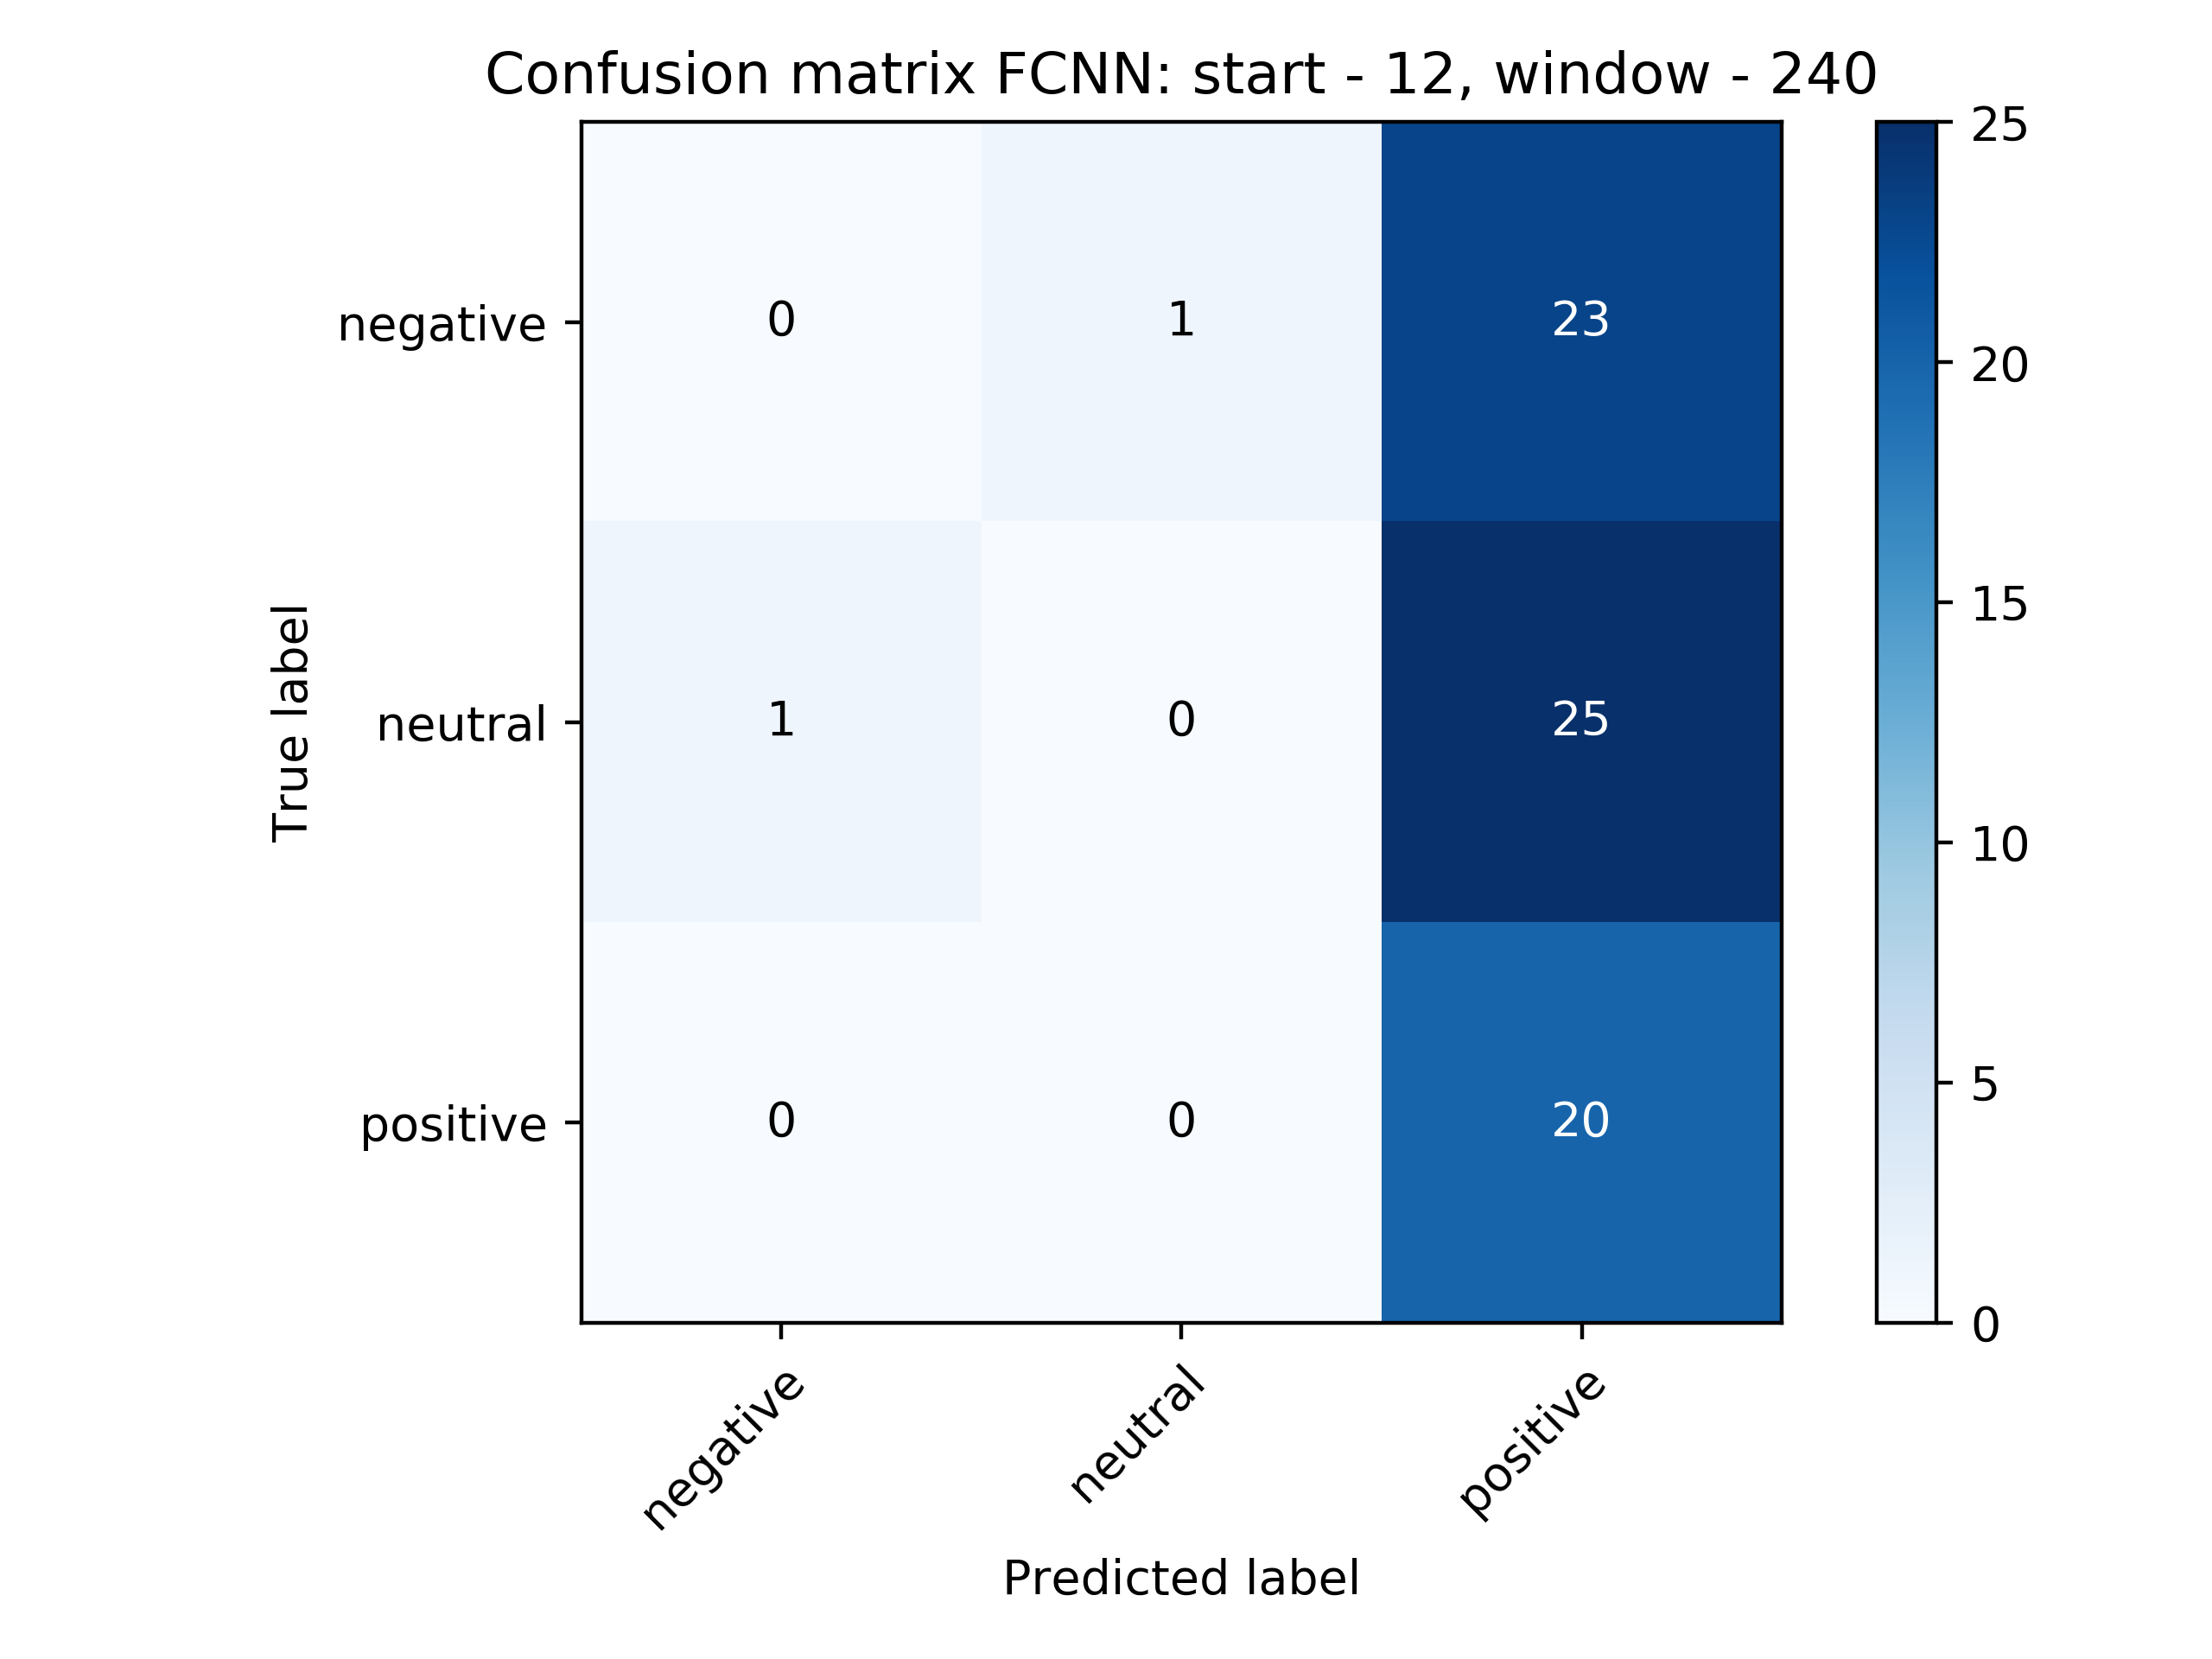 Confusion matrix FCNN: start - 12, window - 240
True label
negative
neutral
positive
0 1 23
1 0 25
0 0 20
negative neutral positive
Predicted label
25
20
15
10
5
0